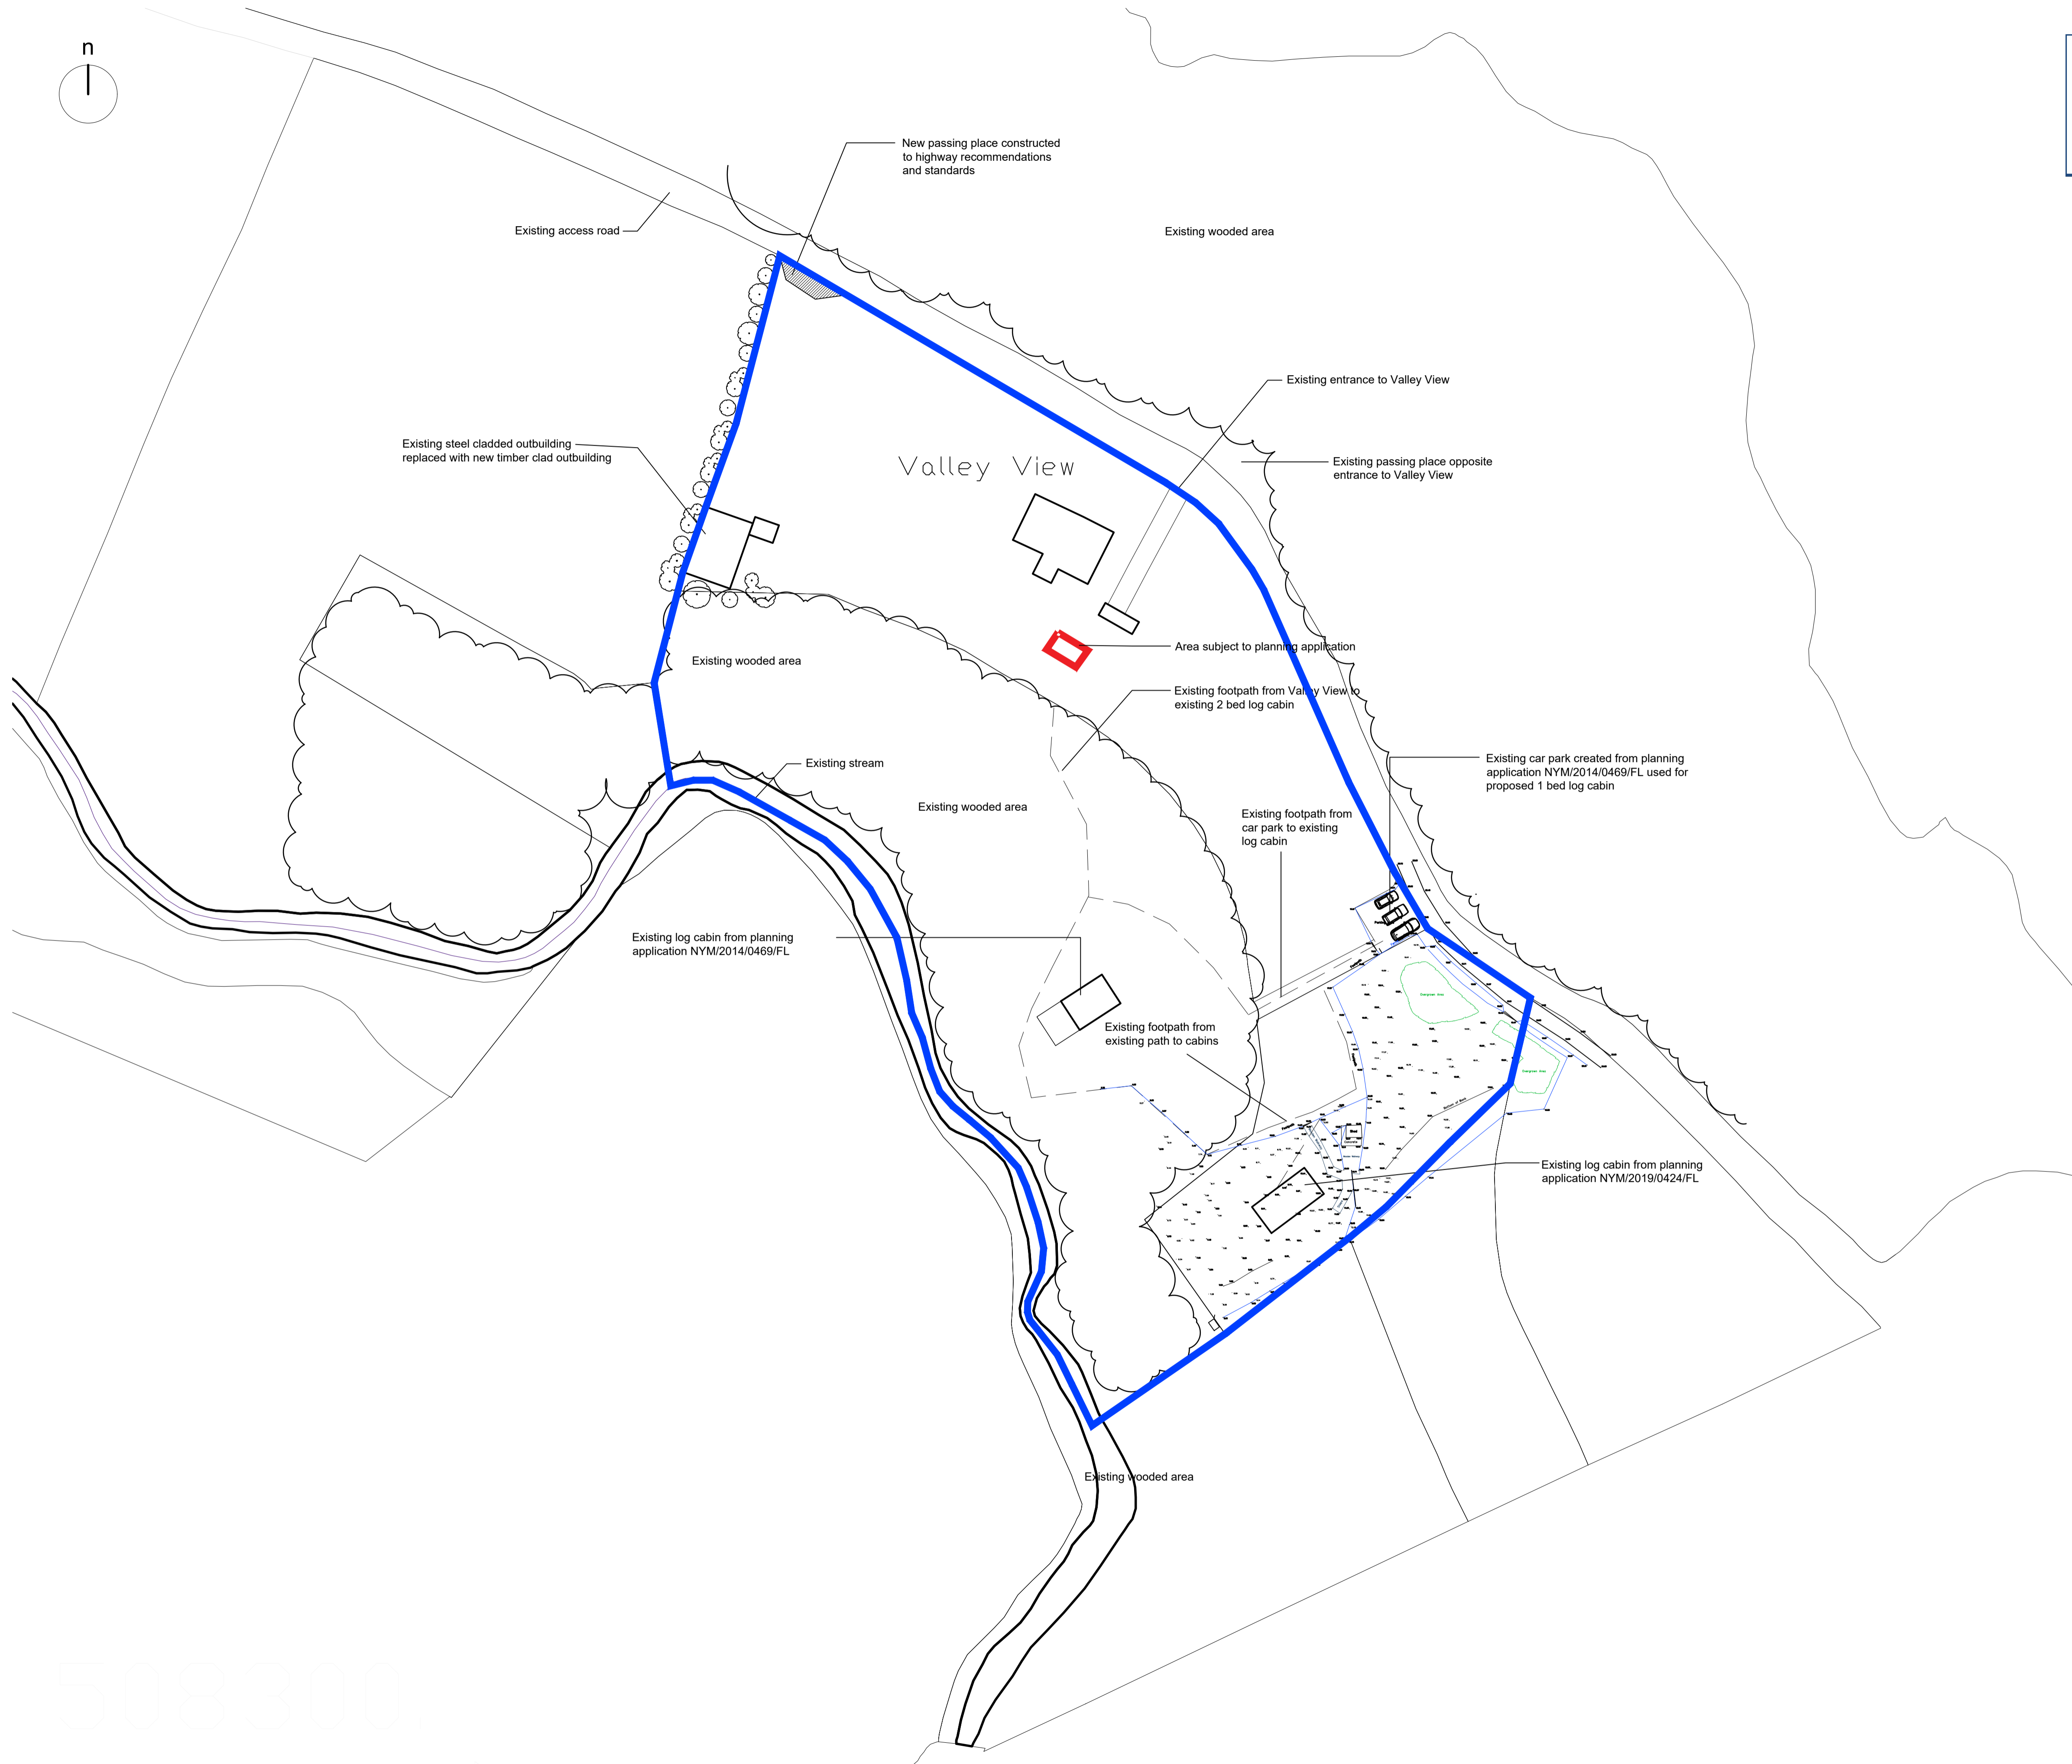 n
New passing place constructed
to highway recommendations
and standards
Existing access road
Existing wooded area
Existing entrance to Valley View
Existing steel cladded outbuilding
replaced with new timber clad outbuilding
Valley View
Existing passing place opposite
entrance to Valley View
Area subject to planning application
Existing wooded area
Existing footpath from Valley View to
existing 2 bed log cabin
Existing stream
Existing car park created from planning
application NYM/2014/0469/FL used for
proposed 1 bed log cabin
Existing wooded area
Existing footpath from
car park to existing
log cabin
Existing log cabin from planning
application NYM/2014/0469/FL
Evergreen Area
Existing footpath from
existing path to cabins
Evergreen Area
Existing log cabin from planning
application NYM/2019/0424/FL
Existing wooded area